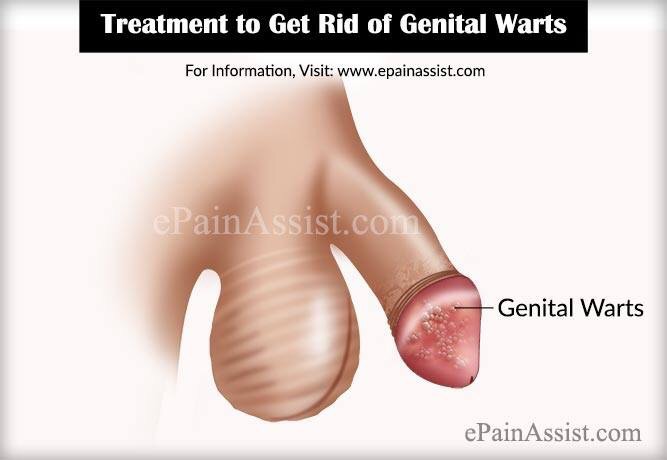 Treatment to Get Rid of Genital Warts
For Information, Visit: www.epainassist.com
ePainAssist.com
Genital Warts
ePainAssist.com